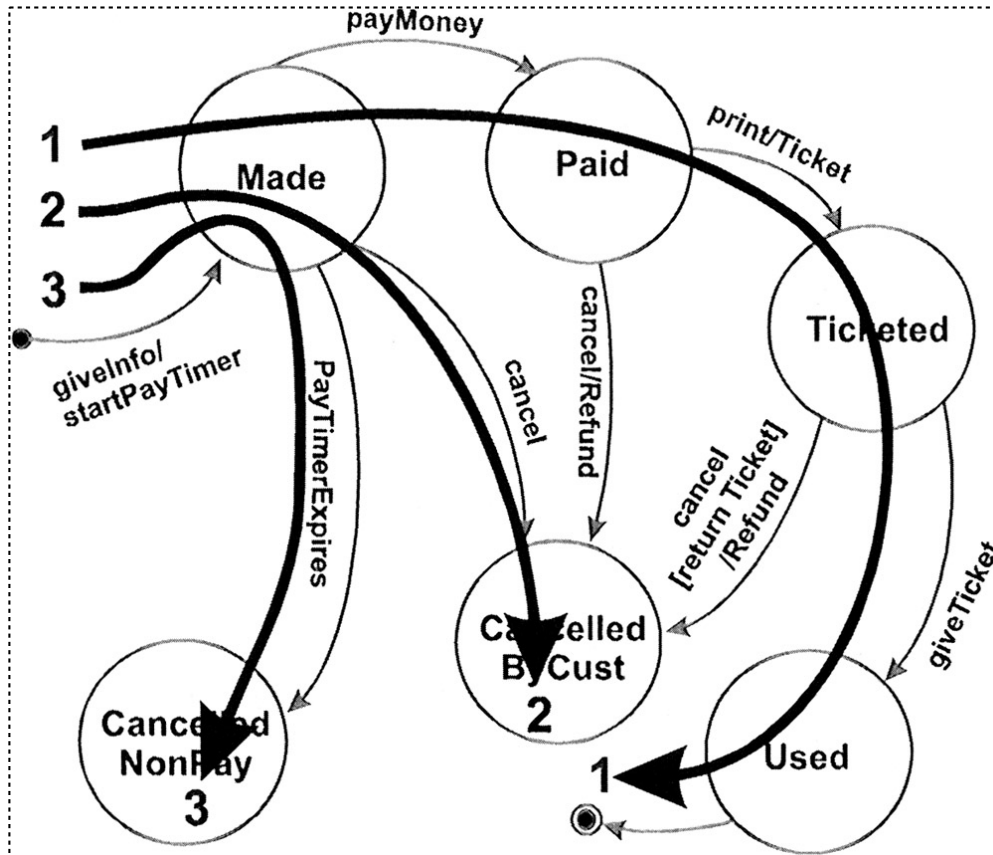 payMoney
1
Made
Paid
print/Ticket
2
3
giveInfo/
startPayTimer
PayTimerExpires
cancel
cancel/Refund
Ticketed
cancel
[return Ticket]
/Refund
giveTicket
Cancelled
ByCust
2
Cancelled
NonPay
3
1
Used